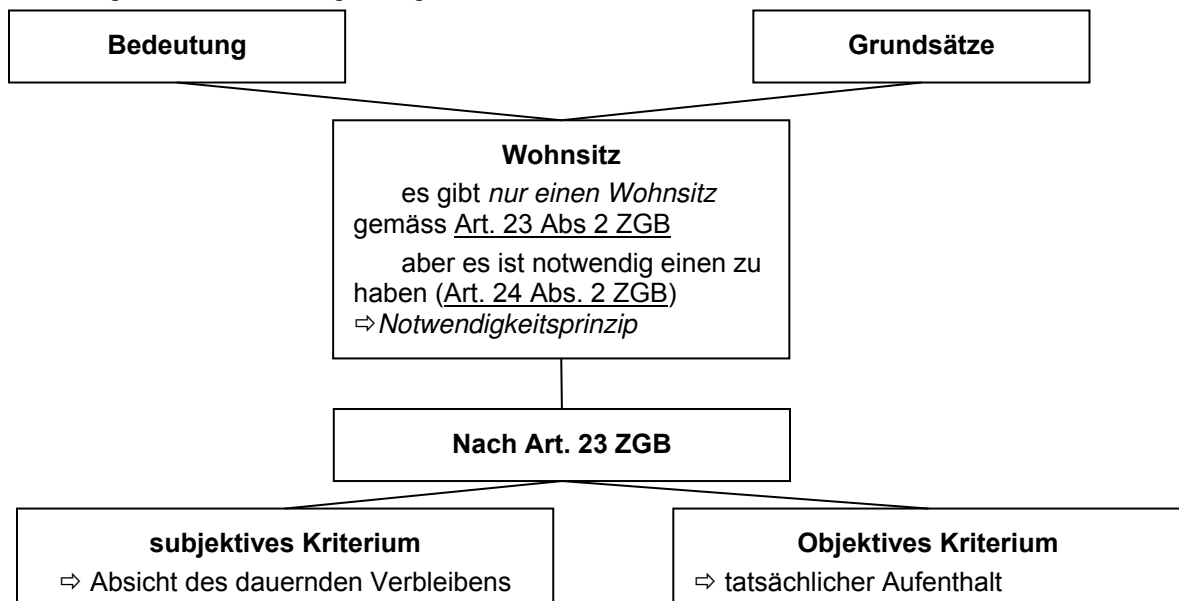 Bedeutung
Grundsätze
Wohnsitz
es gibt nur einen Wohnsitz
gemäss Art. 23 Abs 2 ZGB
aber es ist notwendig einen zu
haben (Art. 24 Abs. 2 ZGB)
⇨ Notwendigkeitsprinzip
Nach Art. 23 ZGB
subjektives Kriterium
⇨ Absicht des dauernden Verbleibens
Objektives Kriterium
⇨ tatsächlicher Aufenthalt